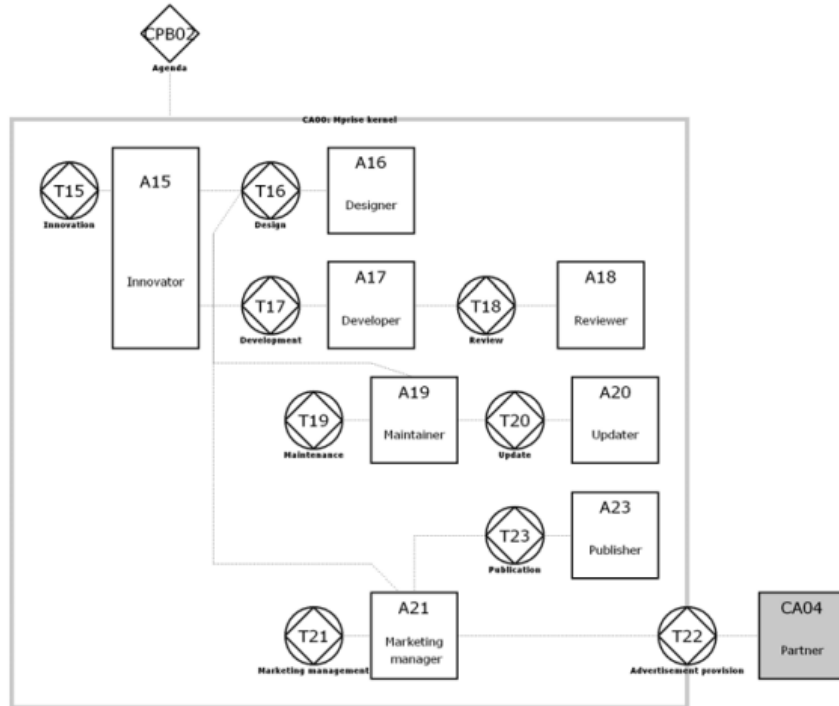 CPB02
Agenda
CA00: Mprise kernel
T15
Innovation
A15
Innovator
T16
Design
A16
Designer
T17
Development
A17
Developer
T18
Review
A18
Reviewer
T19
Maintenance
A19
Maintainer
T20
Update
A20
Updater
T23
Publication
A23
Publisher
T21
Marketing management
A21
Marketing
manager
T22
Advertisement provision
CA04
Partner